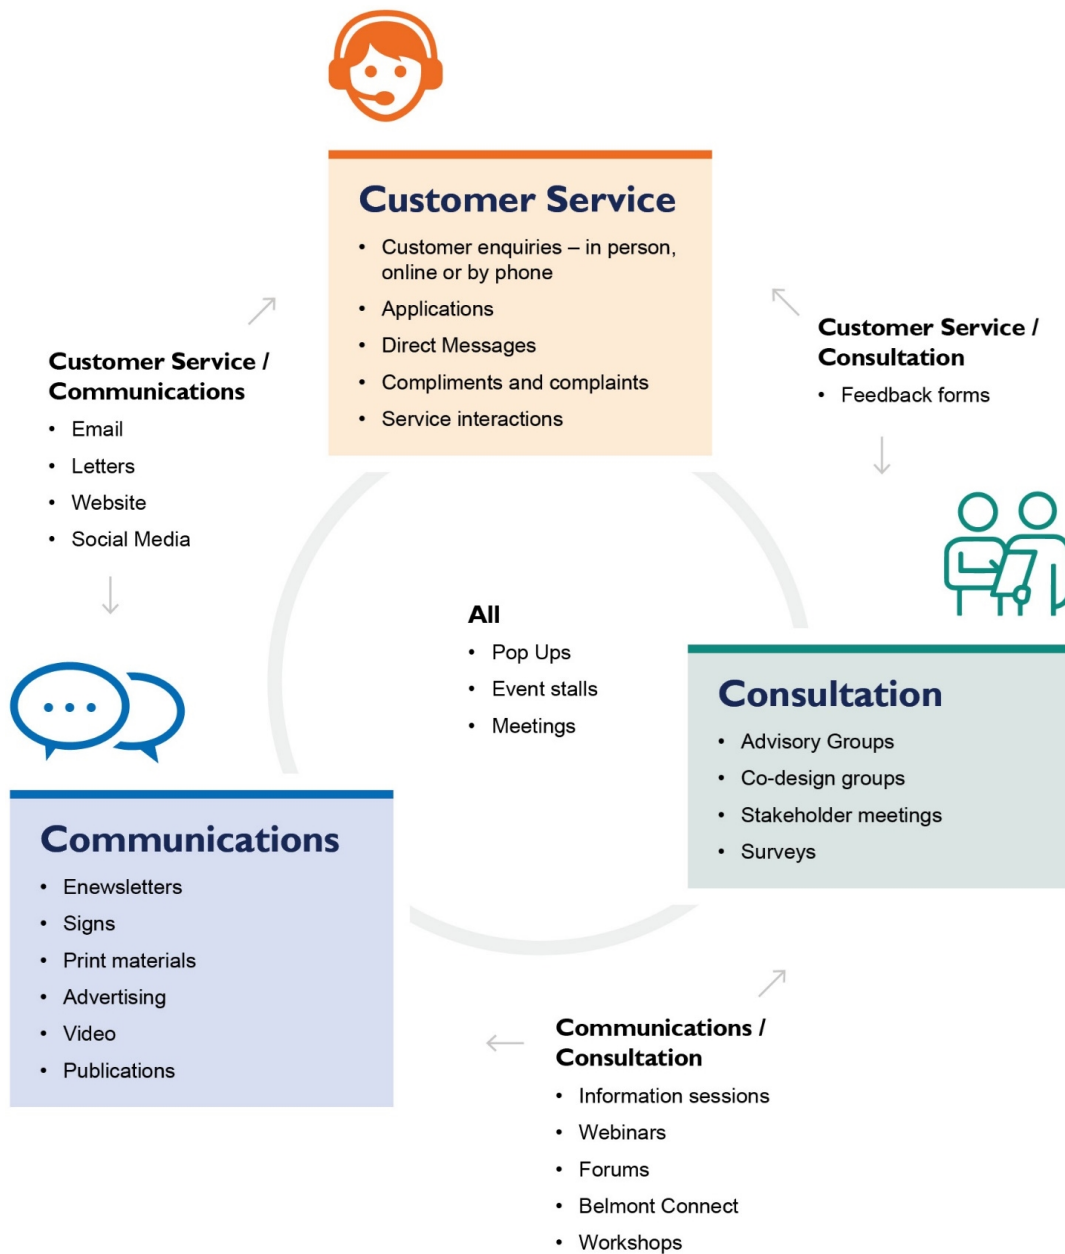 Customer Service
• Customer enquiries – in person,
online or by phone
• Applications
• Direct Messages
• Compliments and complaints
• Service interactions
Customer Service /
Communications
• Email
• Letters
• Website
• Social Media
Customer Service /
Consultation
• Feedback forms
All
• Pop Ups
• Event stalls
• Meetings
Consultation
• Advisory Groups
• Co-design groups
• Stakeholder meetings
• Surveys
Communications
• Enewsletters
• Signs
• Print materials
• Advertising
• Video
• Publications
Communications /
Consultation
• Information sessions
• Webinars
• Forums
• Belmont Connect
• Workshops